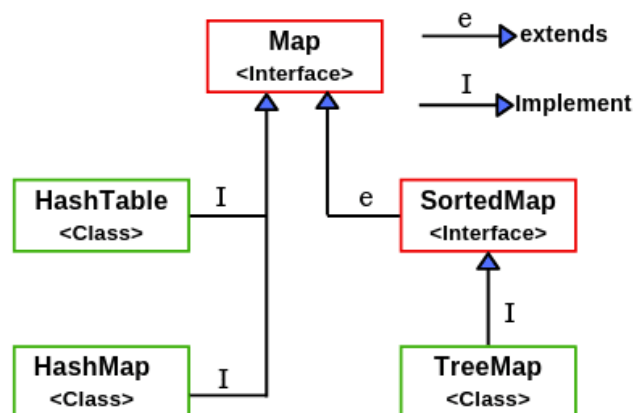 Map
<Interface>
e
extends
I
Implement
HashTable
<Class>
I
e
SortedMap
<Interface>
I
HashMap
<Class>
I
TreeMap
<Class>